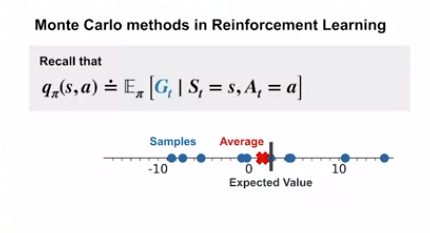 Monte Carlo methods in Reinforcement Learning
Recall that
qπ(s, a) ≐ 𝔼π [Gt | St = s, At = a]
Samples Average
-10 0 10
Expected Value